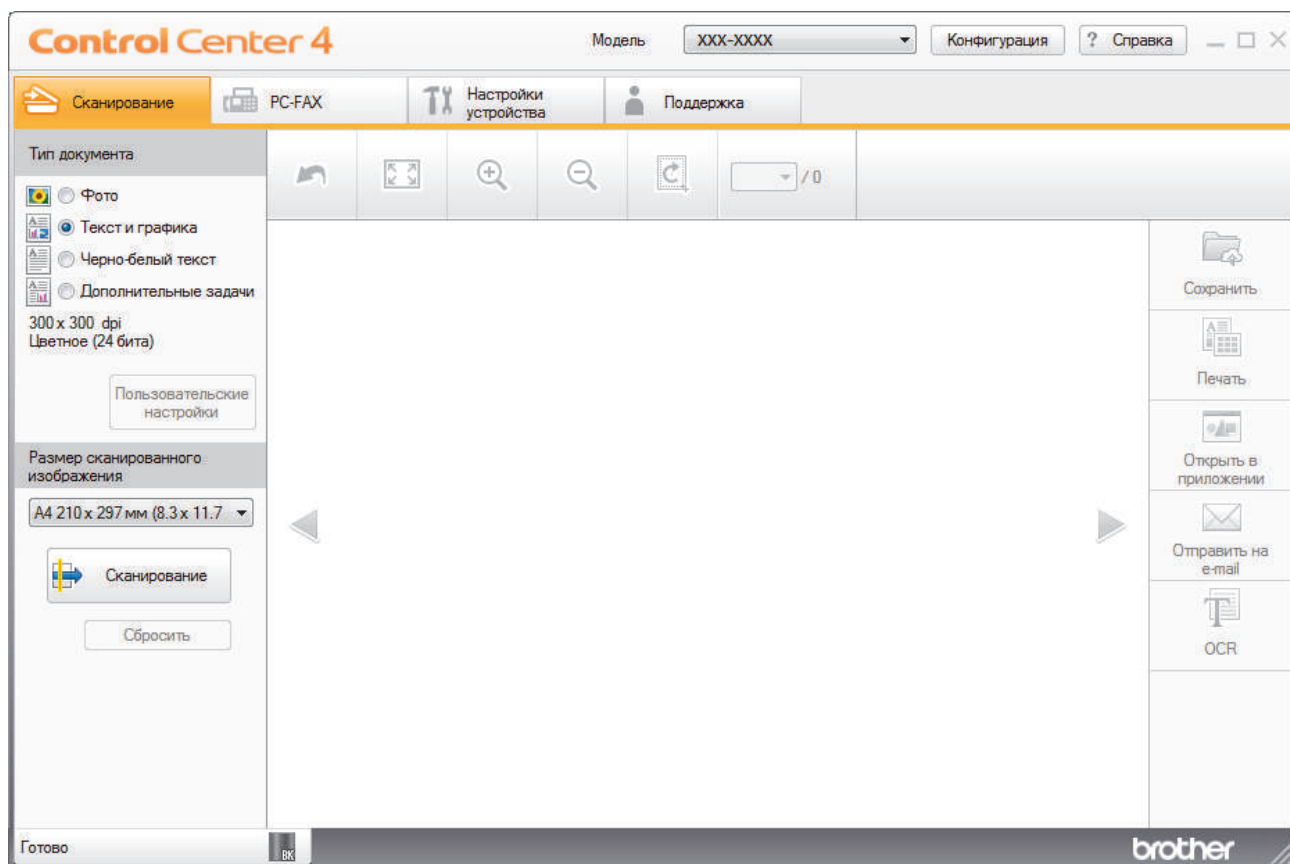 Control Center 4
Модель
XXX-XXXX
Конфигурация
? Справка
Сканирование
PC-FAX
Настройки
устройства
Поддержка
Тип документа
/ 0
Фото
Текст и графика
Черно-белый текст
Дополнительные задачи
300 x 300 dpi
Цветное (24 бита)
Пользовательские
настройки
Размер сканированного
изображения
A4 210 x 297 мм (8.3 x 11.7
Сканирование
Сбросить
Сохранить
Печать
Открыть в
приложении
Отправить на
e-mail
OCR
Готово
BK
brother